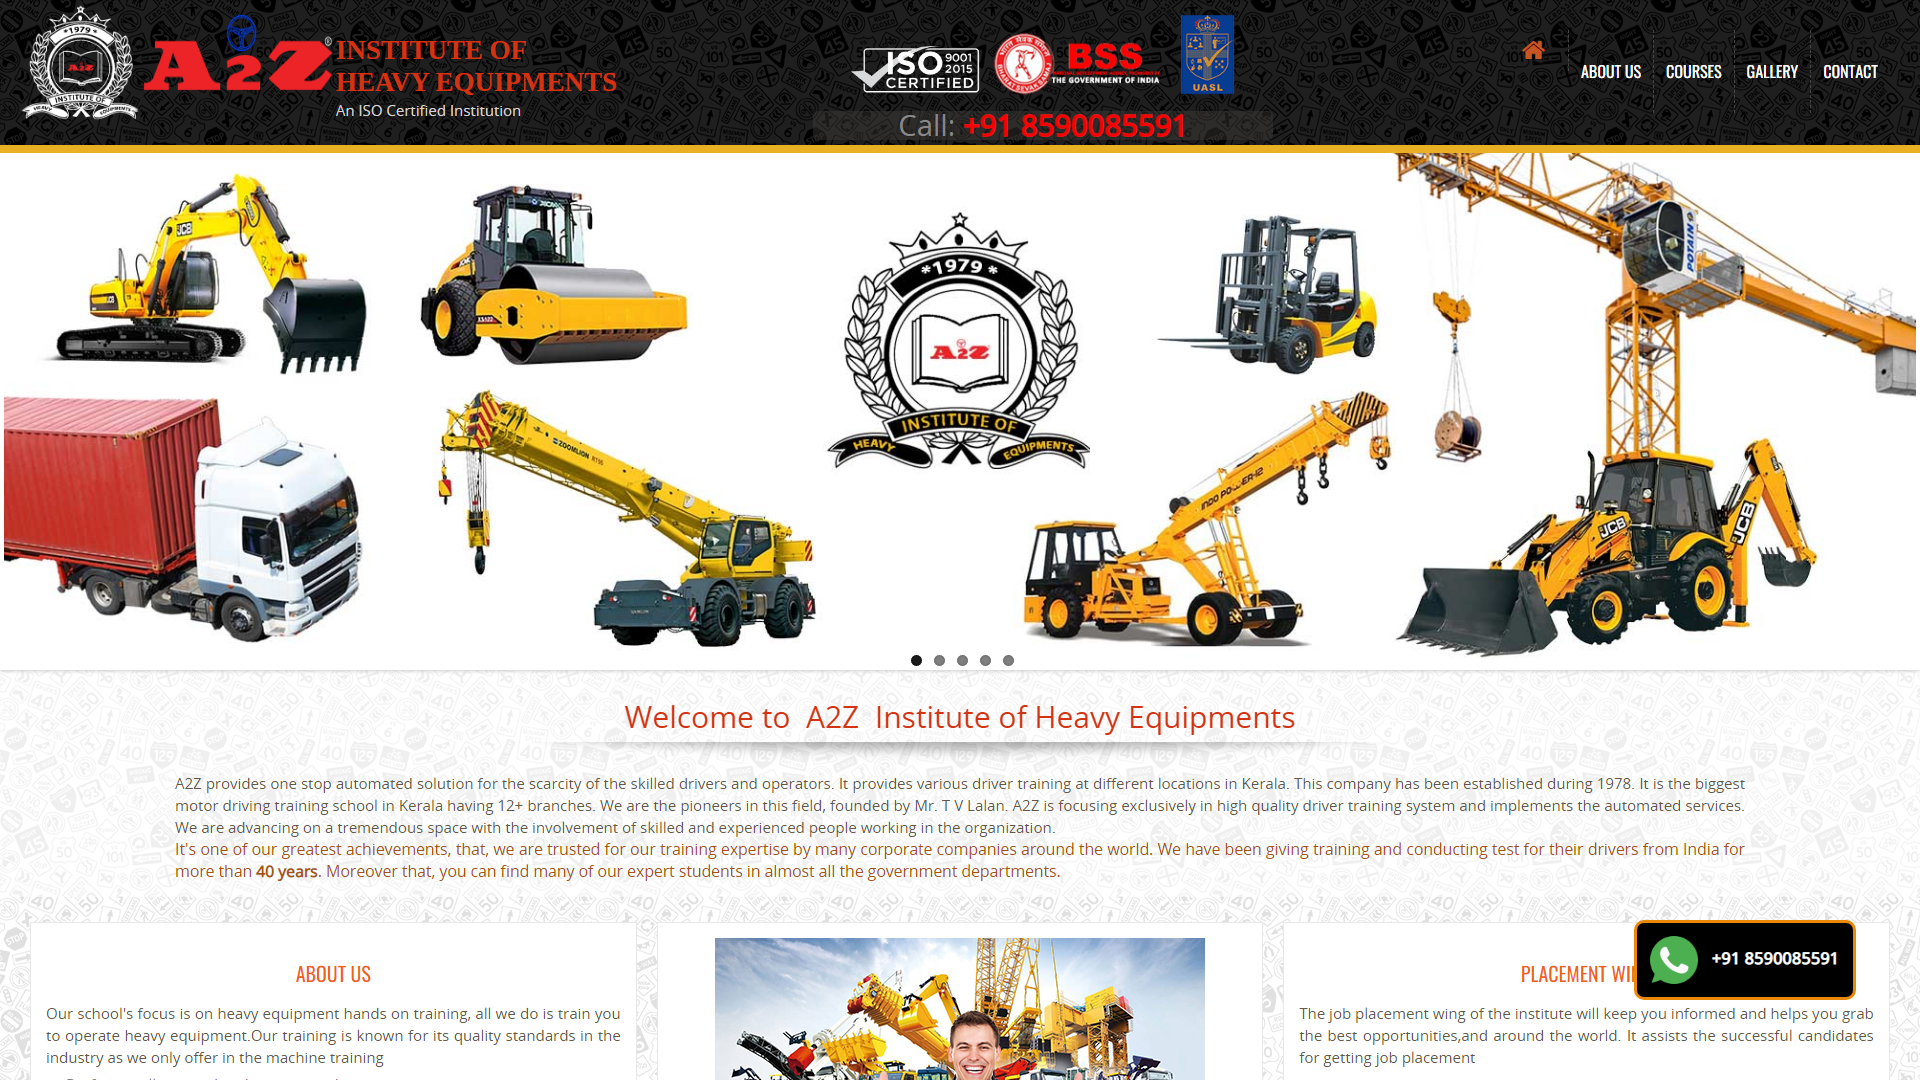 *1979*
A2Z
INSTITUTE OF
HEAVY EQUIPMENTS
A2Z®
INSTITUTE OF
HEAVY EQUIPMENTS
An ISO Certified Institution
ISO 9001 2015
CERTIFIED
BSS
THE GOVERNMENT OF INDIA
UASL
Call: +91 8590085591
ABOUT US
COURSES
GALLERY
CONTACT
JCB
*1979*
A2Z
INSTITUTE OF
HEAVY EQUIPMENTS
POTAIN
ZOOMLION
INDO POWER-12
JCB
JCB
Welcome to A2Z Institute of Heavy Equipments
A2Z provides one stop automated solution for the scarcity of the skilled drivers and operators. It provides various driver training at different locations in Kerala. This company has been established during 1978. It is the biggest
motor driving training school in Kerala having 12+ branches. We are the pioneers in this field, founded by Mr. T V Lalan. A2Z is focusing exclusively in high quality driver training system and implements the automated services.
We are advancing on a tremendous space with the involvement of skilled and experienced people working in the organization.
It's one of our greatest achievements, that, we are trusted for our training expertise by many corporate companies around the world. We have been giving training and conducting test for their drivers from India for
more than 40 years. Moreover that, you can find many of our expert students in almost all the government departments.
ABOUT US
Our school's focus is on heavy equipment hands on training, all we do is train you
to operate heavy equipment.Our training is known for its quality standards in the
industry as we only offer in the machine training
PLACEMENT
+91 8590085591
The job placement wing of the institute will keep you informed and helps you grab
the best opportunities,and around the world. It assists the successful candidates
for getting job placement